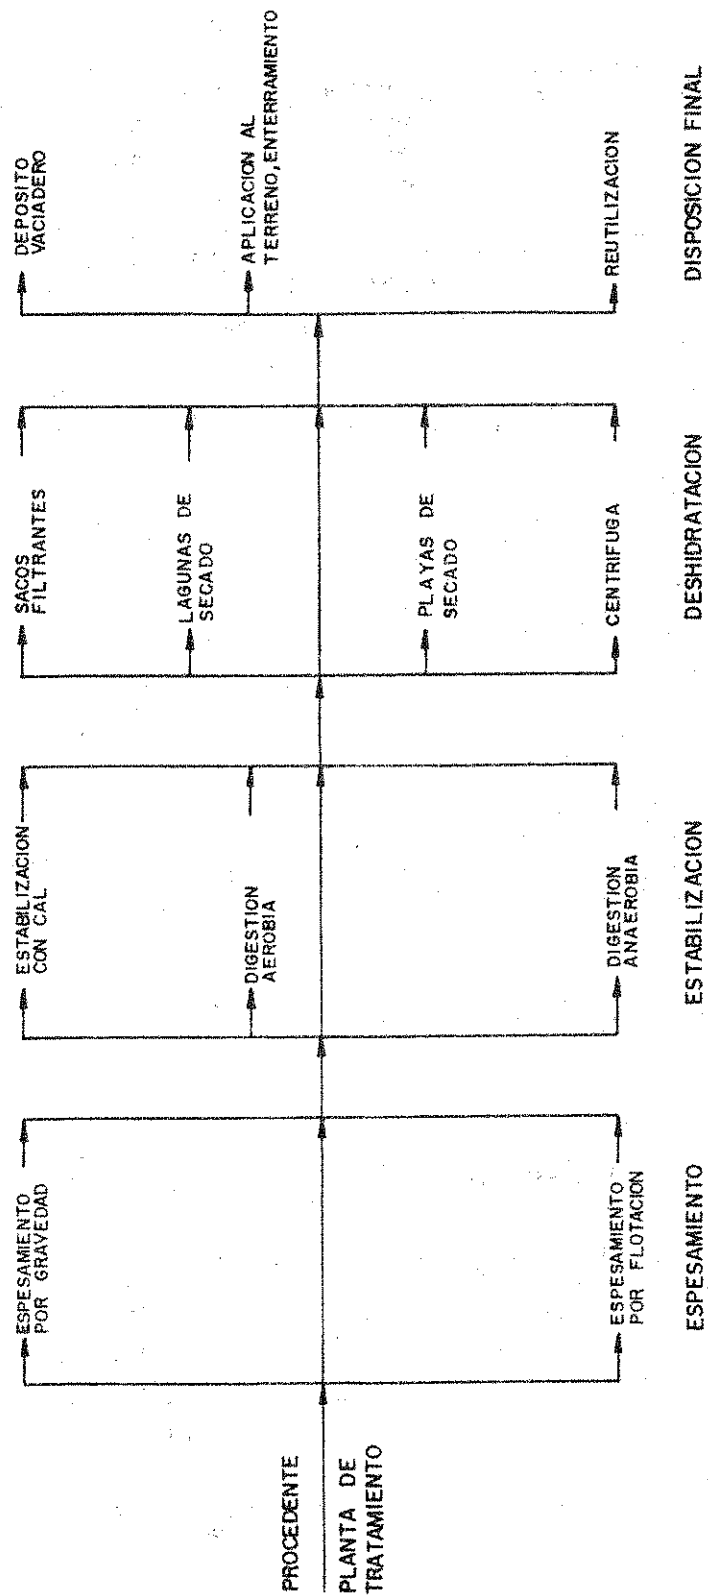 PROCEDENTE
PLANTA DE
TRATAMIENTO
ESPESAMIENTO
POR GRAVEDAD
ESPESAMIENTO
POR FLOTACION
ESPESAMIENTO
ESTABILIZACION
CON CAL
DIGESTION
AEROBIA
DIGESTION
ANAEROBIA
ESTABILIZACION
SACOS
FILTRANTES
LAGUNAS DE
SECADO
PLAYAS DE
SECADO
CENTRIFUGA
DESHIDRATACION
DEPOSITO
VACIADERO
APLICACION AL
TERRENO, ENTERRAMIENTO
REUTILIZACION
DISPOSICION FINAL